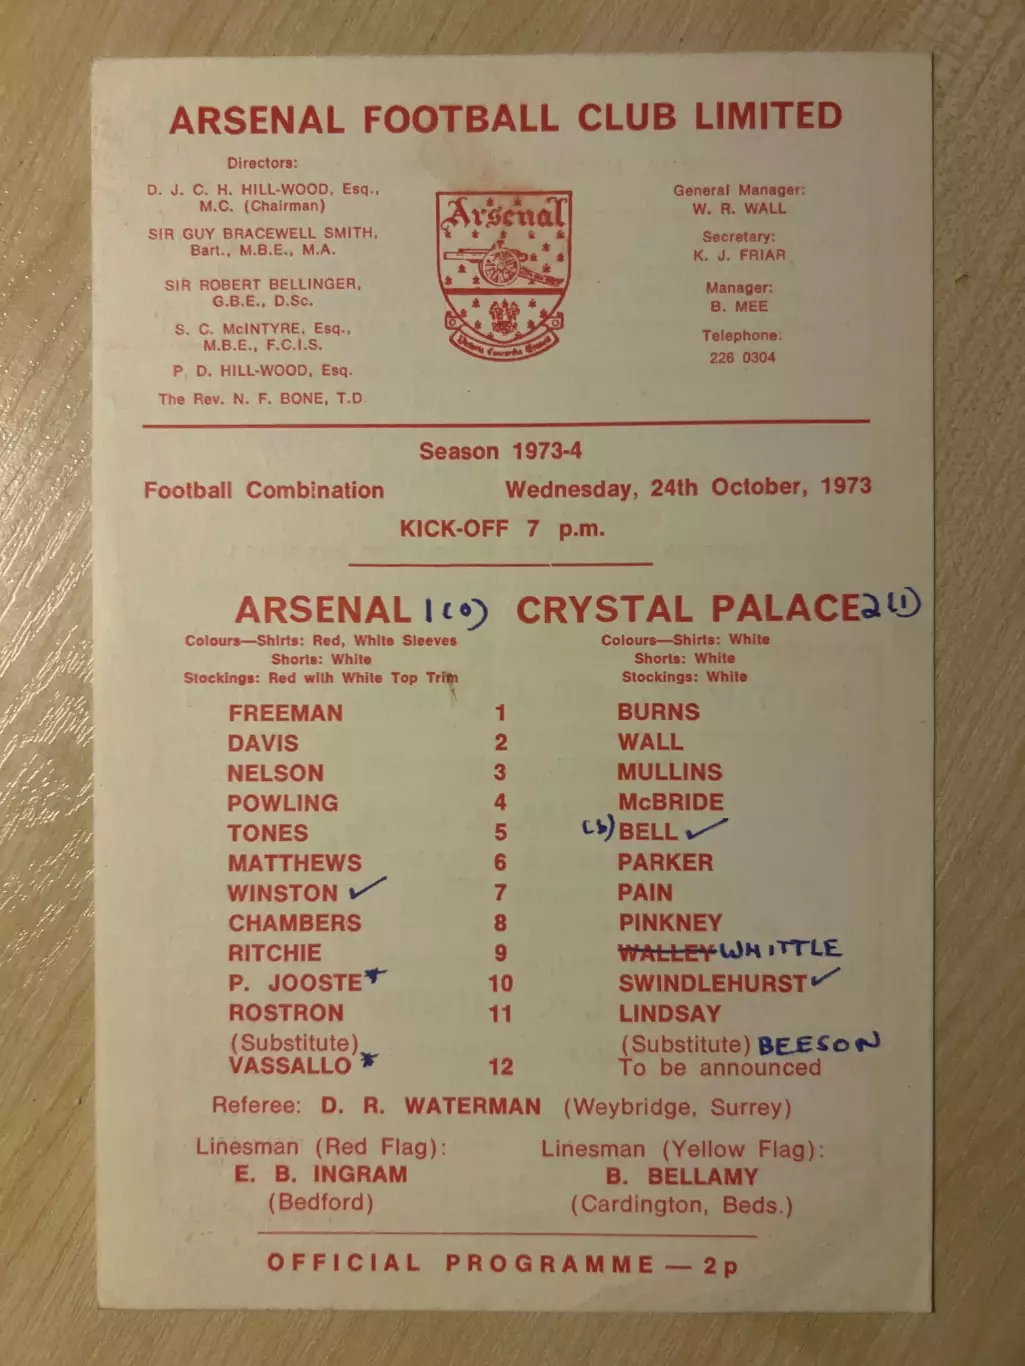 ARSENAL FOOTBALL CLUB LIMITED
Directors:
D. J. C. H. HILL-WOOD, Esq.,
M.C. (Chairman)
SIR GUY BRACEWELL SMITH,
Bart., M.B.E., M.A.
SIR ROBERT BELLINGER,
G.B.E., D.Sc.
S. C. McINTYRE, Esq.,
M.B.E., F.C.I.S.
P. D. HILL-WOOD, Esq.
The Rev. N. F. BONE, T.D.
Arsenal
Victoria Concordia Crescit
General Manager:
W. R. WALL
Secretary:
K. J. FRIAR
Manager:
B. MEE
Telephone:
226 0304
Season 1973-4
Football Combination Wednesday, 24th October, 1973
KICK-OFF 7 p.m.
ARSENAL 1(0) CRYSTAL PALACE 2(1)
Colours—Shirts: Red, White Sleeves Colours—Shirts: White
Shorts: White Shorts: White
Stockings: Red with White Top Trim Stockings: White
FREEMAN 1 BURNS
DAVIS 2 WALL
NELSON 3 MULLINS
POWLING 4 McBRIDE
TONES 5 BELL ✓
MATTHEWS 6 PARKER
WINSTON ✓ 7 PAIN
CHAMBERS 8 PINKNEY
RITCHIE 9 WALLEY WHITTLE
P. JOOSTE * 10 SWINDLEHURST ✓
ROSTRON 11 LINDSAY
(Substitute) (Substitute) BEESON
VASSALLO * 12 To be announced
Referee: D. R. WATERMAN (Weybridge, Surrey)
Linesman (Red Flag): Linesman (Yellow Flag):
E. B. INGRAM B. BELLAMY
(Bedford) (Cardington, Beds.)
OFFICIAL PROGRAMME — 2p